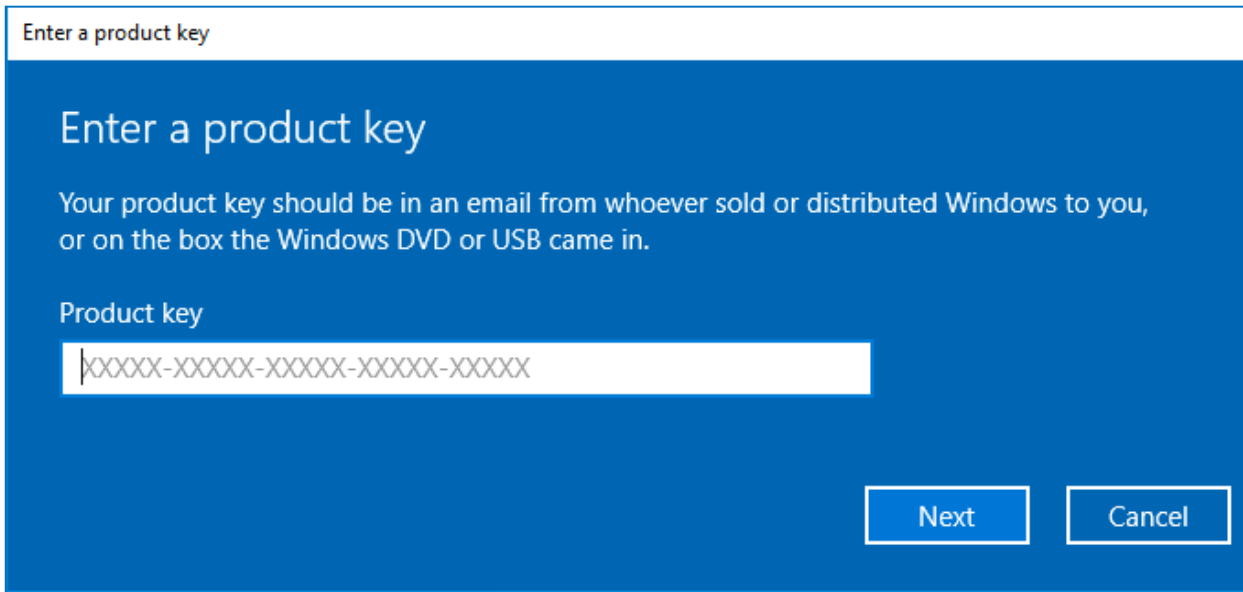 Enter a product key
Enter a product key
Your product key should be in an email from whoever sold or distributed Windows to you,
or on the box the Windows DVD or USB came in.
Product key
XXXXX-XXXXX-XXXXX-XXXXX-XXXXX
Next Cancel